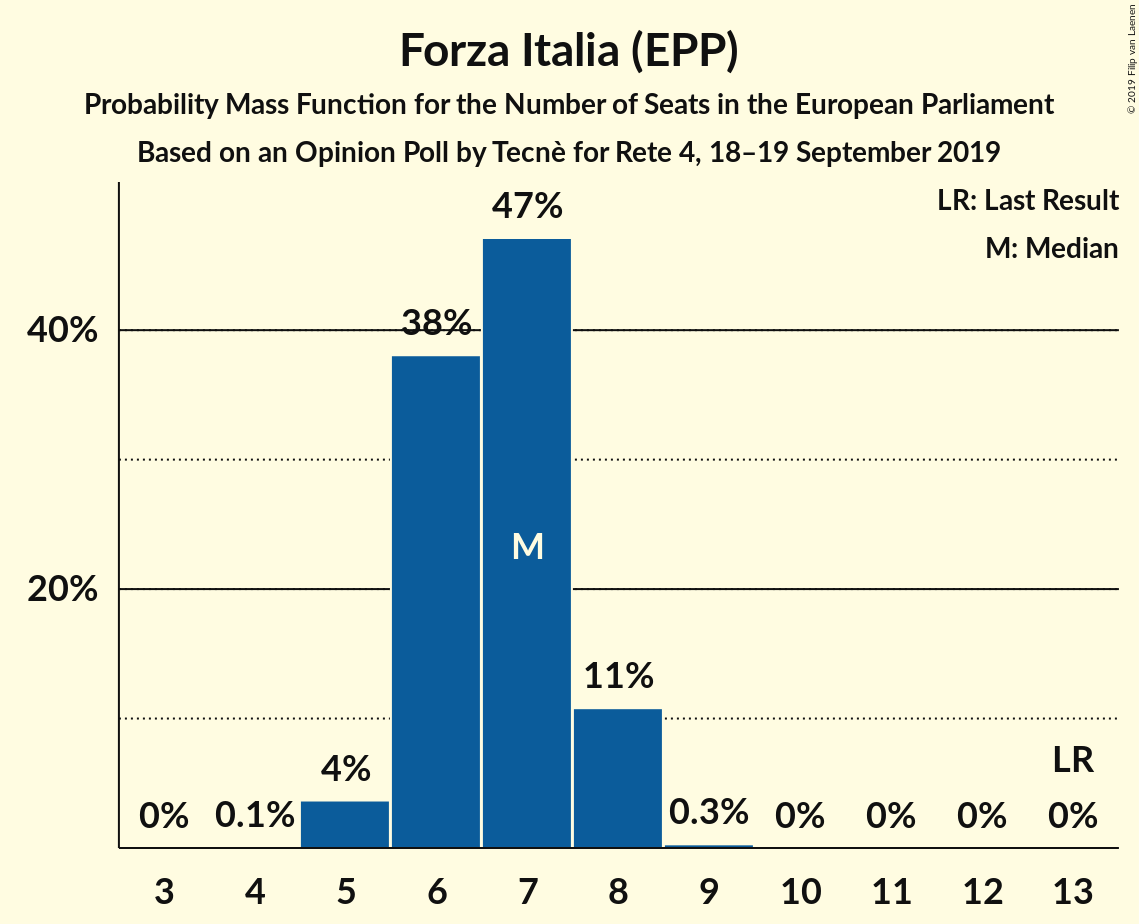 Forza Italia (EPP)
Probability Mass Function for the Number of Seats in the European Parliament
Based on an Opinion Poll by Tecnè for Rete 4, 18–19 September 2019
© 2019 Filip van Laenen
LR: Last Result
M: Median
40%
20%
0%
0.1%
4%
38%
47%
M
11%
0.3%
0%
0%
0%
LR
0%
3 4 5 6 7 8 9 10 11 12 13